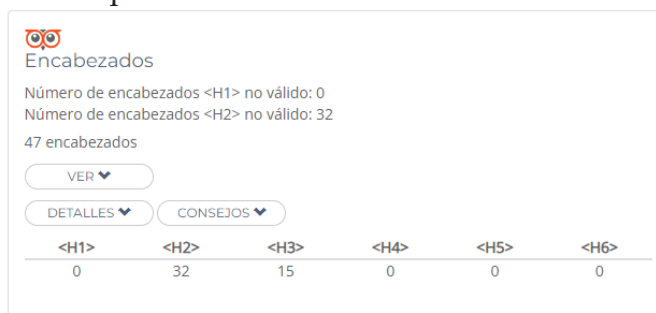 Encabezados
Número de encabezados <H1> no válido: 0
Número de encabezados <H2> no válido: 32
47 encabezados
VER
DETALLES CONSEJOS
<H1> <H2> <H3> <H4> <H5> <H6>
0 32 15 0 0 0